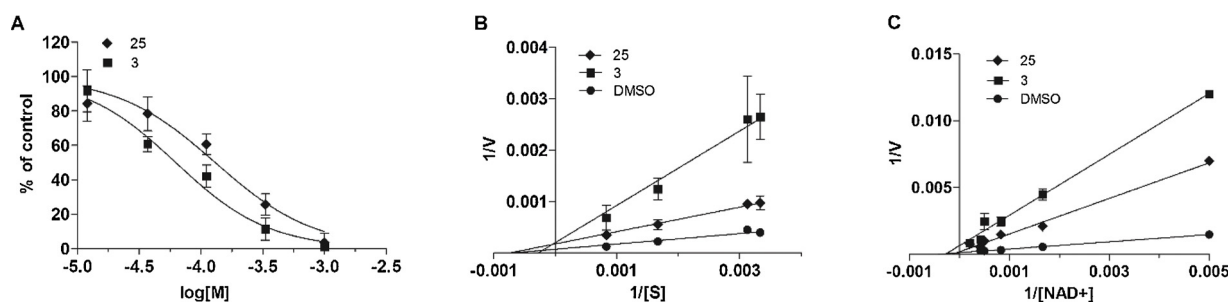 A
25
3
120
100
80
60
40
20
0
% of control
-5.0 -4.5 -4.0 -3.5 -3.0 -2.5
log[M]
B
25
3
DMSO
0.004
0.003
0.002
0.001
1/V
-0.001 0.001 0.003
1/[S]
C
25
3
DMSO
0.015
0.010
0.005
1/V
-0.001 0.001 0.003 0.005
1/[NAD+]